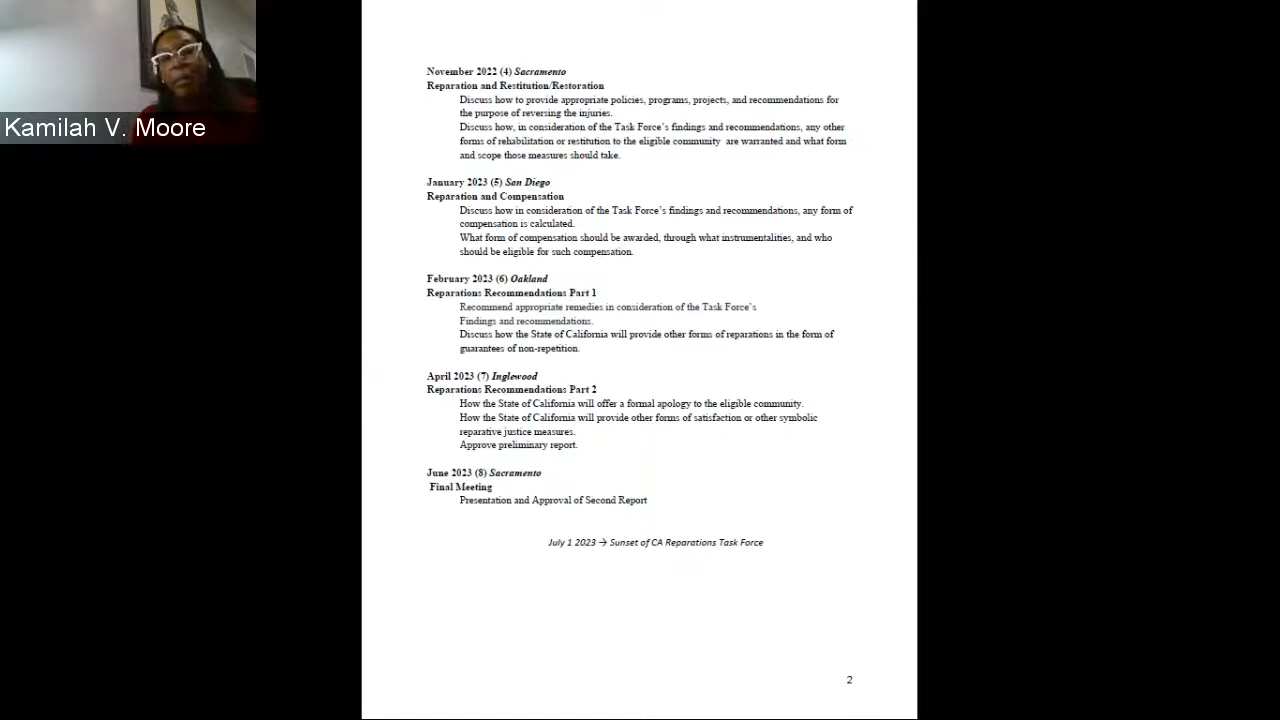 Kamilah V. Moore
November 2022 (4) Sacramento
Reparation and Restitution/Restoration
Discuss how to provide appropriate policies, programs, projects, and recommendations for
the purpose of reversing the injuries.
Discuss how, in consideration of the Task Force's findings and recommendations, any other
forms of rehabilitation or restitution to the eligible community are warranted and what form
and scope those measures should take.
January 2023 (5) San Diego
Reparation and Compensation
Discuss how in consideration of the Task Force's findings and recommendations, any form of
compensation is calculated.
What form of compensation should be awarded, through what instrumentalities, and who
should be eligible for such compensation.
February 2023 (6) Oakland
Reparations Recommendations Part 1
Recommend appropriate remedies in consideration of the Task Force's
Findings and recommendations.
Discuss how the State of California will provide other forms of reparations in the form of
guarantees of non-repetition.
April 2023 (7) Inglewood
Reparations Recommendations Part 2
How the State of California will offer a formal apology to the eligible community.
How the State of California will provide other forms of satisfaction or other symbolic
reparative justice measures.
Approve preliminary report.
June 2023 (8) Sacramento
Final Meeting
Presentation and Approval of Second Report
July 1 2023 → Sunset of CA Reparations Task Force
2